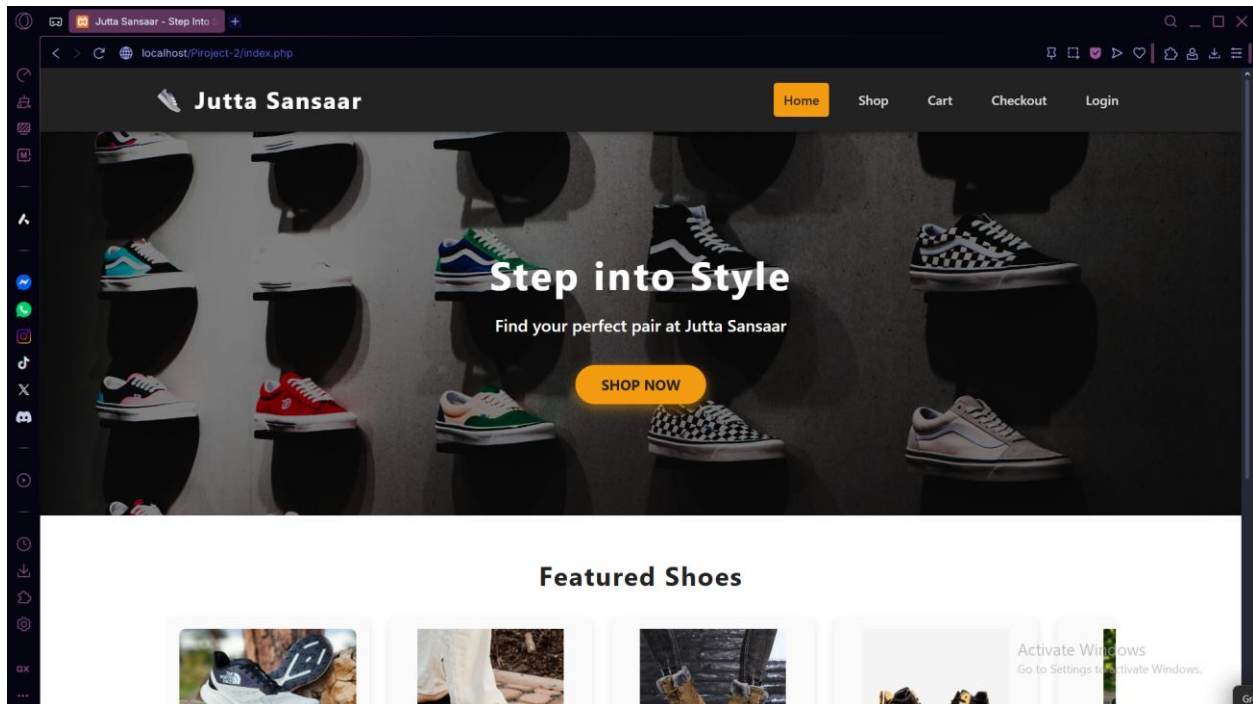 Jutta Sansaar - Step Into S
localhost/Piroject-2/index.php
Jutta Sansaar
Home Shop Cart Checkout Login
Step into Style
Find your perfect pair at Jutta Sansaar
SHOP NOW
Featured Shoes
Activate Windows
Go to Settings to activate Windows.
GX